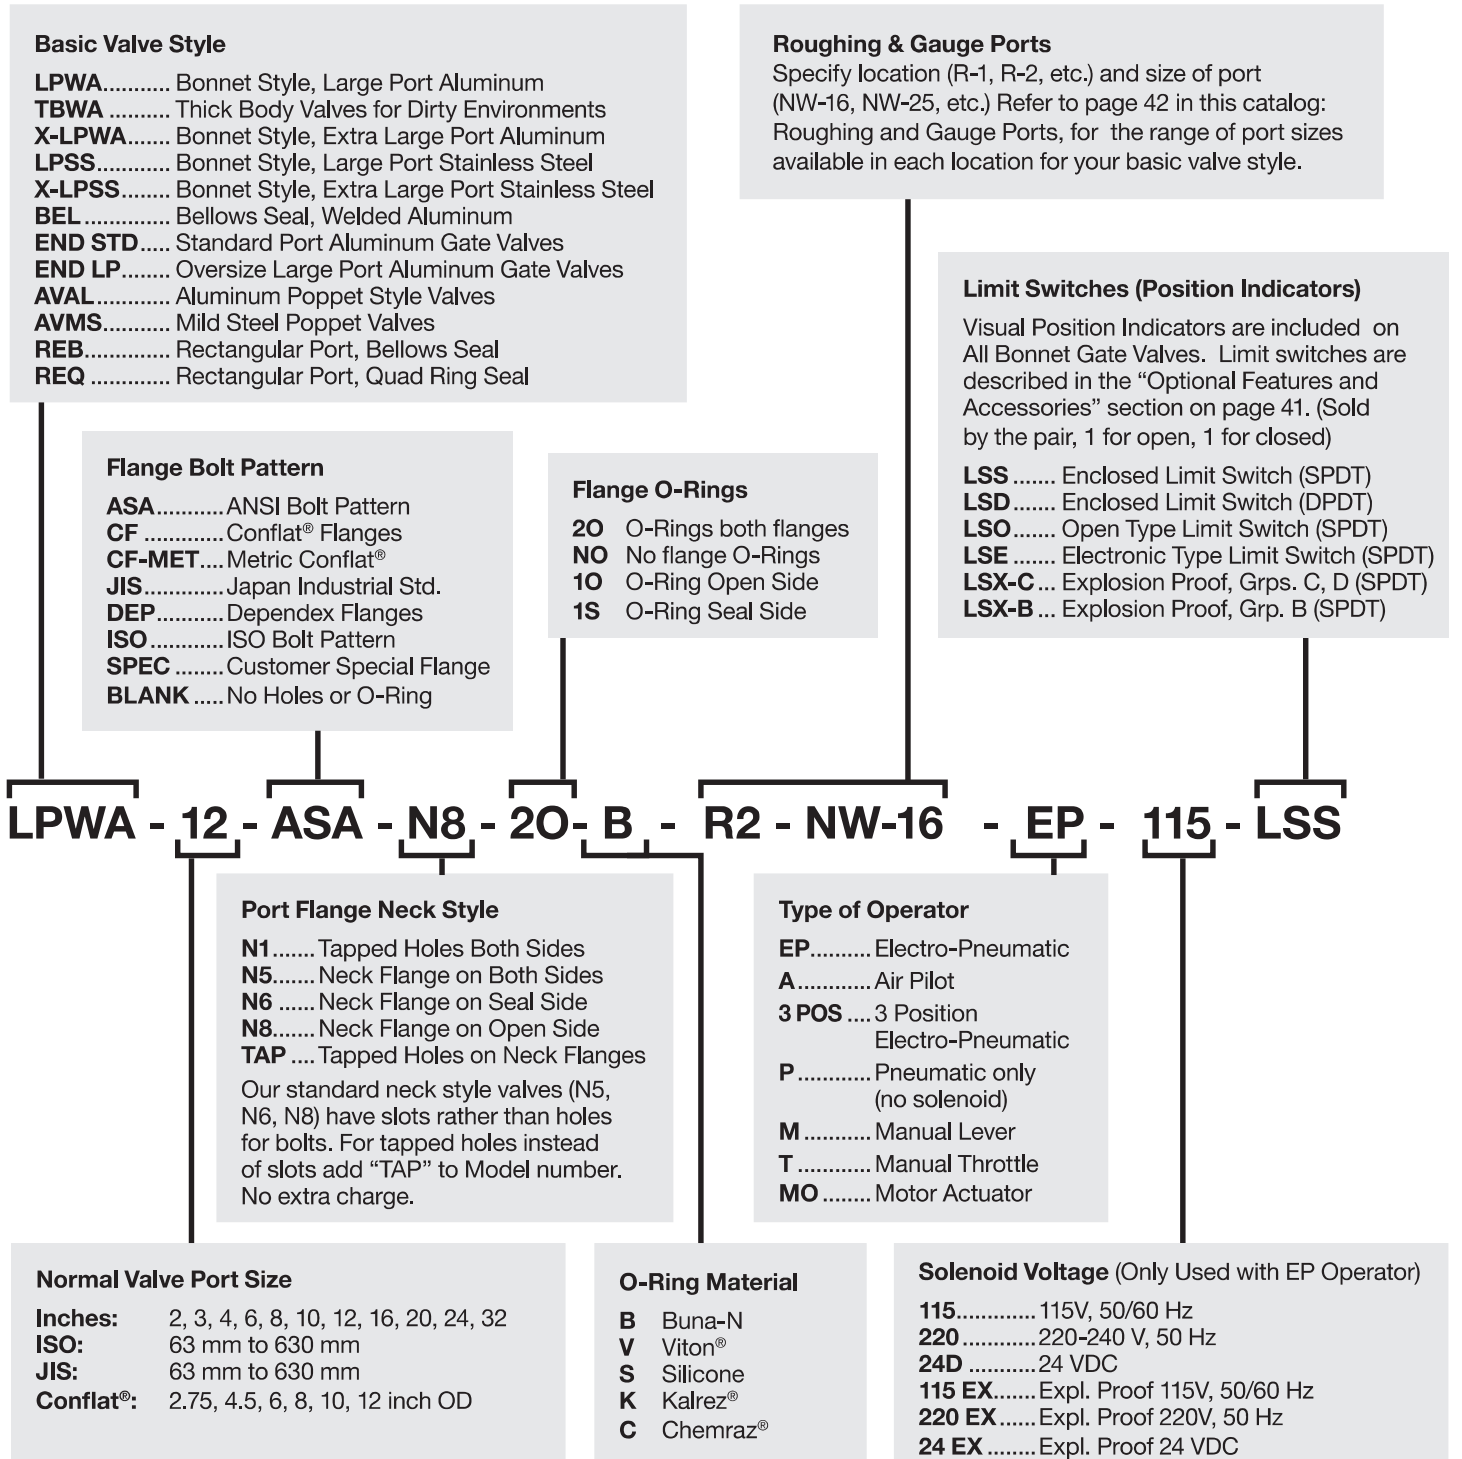 Basic Valve Style
LPWA........... Bonnet Style, Large Port Aluminum
TBWA .......... Thick Body Valves for Dirty Environments
X-LPWA....... Bonnet Style, Extra Large Port Aluminum
LPSS............ Bonnet Style, Large Port Stainless Steel
X-LPSS........ Bonnet Style, Extra Large Port Stainless Steel
BEL .............. Bellows Seal, Welded Aluminum
END STD..... Standard Port Aluminum Gate Valves
END LP........ Oversize Large Port Aluminum Gate Valves
AVAL............ Aluminum Poppet Style Valves
AVMS........... Mild Steel Poppet Valves
REB.............. Rectangular Port, Bellows Seal
REQ ............. Rectangular Port, Quad Ring Seal
Roughing & Gauge Ports
Specify location (R-1, R-2, etc.) and size of port
(NW-16, NW-25, etc.) Refer to page 42 in this catalog:
Roughing and Gauge Ports, for the range of port sizes
available in each location for your basic valve style.
Flange Bolt Pattern
ASA........... ANSI Bolt Pattern
CF ............. Conflat® Flanges
CF-MET.... Metric Conflat®
JIS............. Japan Industrial Std.
DEP........... Dependex Flanges
ISO ............ ISO Bolt Pattern
SPEC ........ Customer Special Flange
BLANK ..... No Holes or O-Ring
Flange O-Rings
2O O-Rings both flanges
NO No flange O-Rings
1O O-Ring Open Side
1S O-Ring Seal Side
Limit Switches (Position Indicators)
Visual Position Indicators are included on
All Bonnet Gate Valves. Limit switches are
described in the “Optional Features and
Accessories” section on page 41. (Sold
by the pair, 1 for open, 1 for closed)
LSS ....... Enclosed Limit Switch (SPDT)
LSD ....... Enclosed Limit Switch (DPDT)
LSO ....... Open Type Limit Switch (SPDT)
LSE ....... Electronic Type Limit Switch (SPDT)
LSX-C ... Explosion Proof, Grps. C, D (SPDT)
LSX-B ... Explosion Proof, Grp. B (SPDT)
LPWA - 12 - ASA - N8 - 2O- B - R2 - NW-16 - EP - 115 - LSS
Port Flange Neck Style
N1....... Tapped Holes Both Sides
N5....... Neck Flange on Both Sides
N6 ...... Neck Flange on Seal Side
N8....... Neck Flange on Open Side
TAP .... Tapped Holes on Neck Flanges
Our standard neck style valves (N5,
N6, N8) have slots rather than holes
for bolts. For tapped holes instead
of slots add “TAP” to Model number.
No extra charge.
Type of Operator
EP.......... Electro-Pneumatic
A ............ Air Pilot
3 POS .... 3 Position
Electro-Pneumatic
P ............ Pneumatic only
(no solenoid)
M ........... Manual Lever
T ............ Manual Throttle
MO ........ Motor Actuator
Normal Valve Port Size
Inches: 2, 3, 4, 6, 8, 10, 12, 16, 20, 24, 32
ISO: 63 mm to 630 mm
JIS: 63 mm to 630 mm
Conflat®: 2.75, 4.5, 6, 8, 10, 12 inch OD
O-Ring Material
B Buna-N
V Viton®
S Silicone
K Kalrez®
C Chemraz®
Solenoid Voltage (Only Used with EP Operator)
115............ 115V, 50/60 Hz
220 ........... 220-240 V, 50 Hz
24D ........... 24 VDC
115 EX....... Expl. Proof 115V, 50/60 Hz
220 EX ...... Expl. Proof 220V, 50 Hz
24 EX ........ Expl. Proof 24 VDC